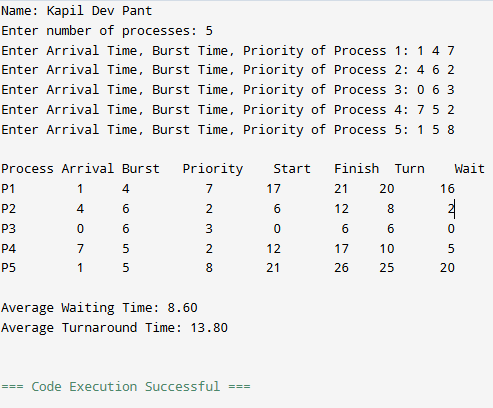 Name: Kapil Dev Pant
Enter number of processes: 5
Enter Arrival Time, Burst Time, Priority of Process 1: 1 4 7
Enter Arrival Time, Burst Time, Priority of Process 2: 4 6 2
Enter Arrival Time, Burst Time, Priority of Process 3: 0 6 3
Enter Arrival Time, Burst Time, Priority of Process 4: 7 5 2
Enter Arrival Time, Burst Time, Priority of Process 5: 1 5 8
Process Arrival Burst Priority Start Finish Turn Wait
P1 1 4 7 17 21 20 16
P2 4 6 2 6 12 8 2
P3 0 6 3 0 6 6 0
P4 7 5 2 12 17 10 5
P5 1 5 8 21 26 25 20
Average Waiting Time: 8.60
Average Turnaround Time: 13.80
=== Code Execution Successful ===